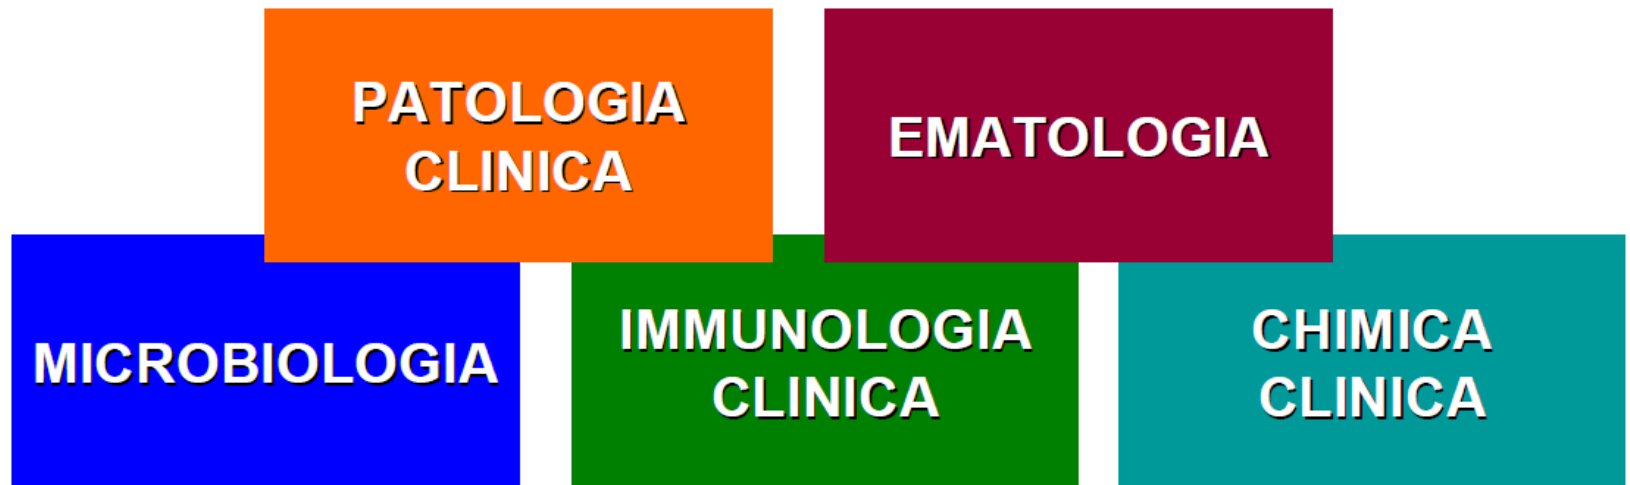 PATOLOGIA
CLINICA
EMATOLOGIA
MICROBIOLOGIA
IMMUNOLOGIA
CLINICA
CHIMICA
CLINICA